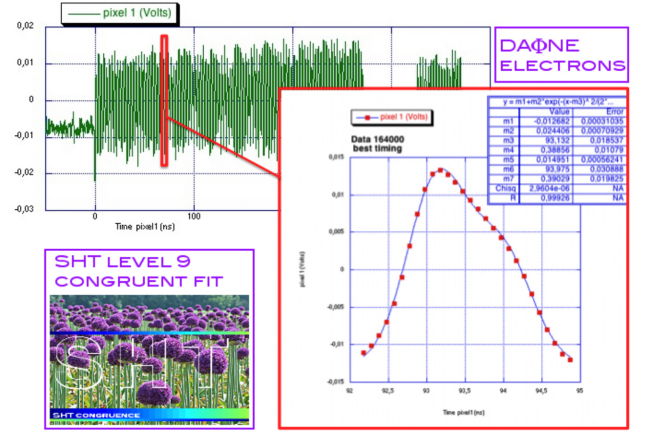 pixel 1 (Volts)
0,02
0,01
0
-0,01
-0,02
-0,03
0
100
Time pixel1 (ns)
DAΦNE
ELECTRONS
pixel 1 (Volts)
Data 164000
best timing
y = m1+m2*exp(-(x-m3)^2/(2*...
Value Error
m1 -0,012682 0,00031035
m2 0,024406 0,00070929
m3 93,132 0,018537
m4 0,38856 0,01079
m5 0,014951 0,00056241
m6 93,975 0,030888
m7 0,39029 0,019825
Chisq 2,9604e-06 NA
R 0,99926 NA
pixel 1 (Volts)
0,015
0,01
0,005
0
-0,005
-0,01
-0,015
92 92,5 93 93,5 94 94,5 95
Time pixel1 (ns)
SHT LEVEL 9
CONGRUENT FIT
SHT
SHT CONGRUENCE